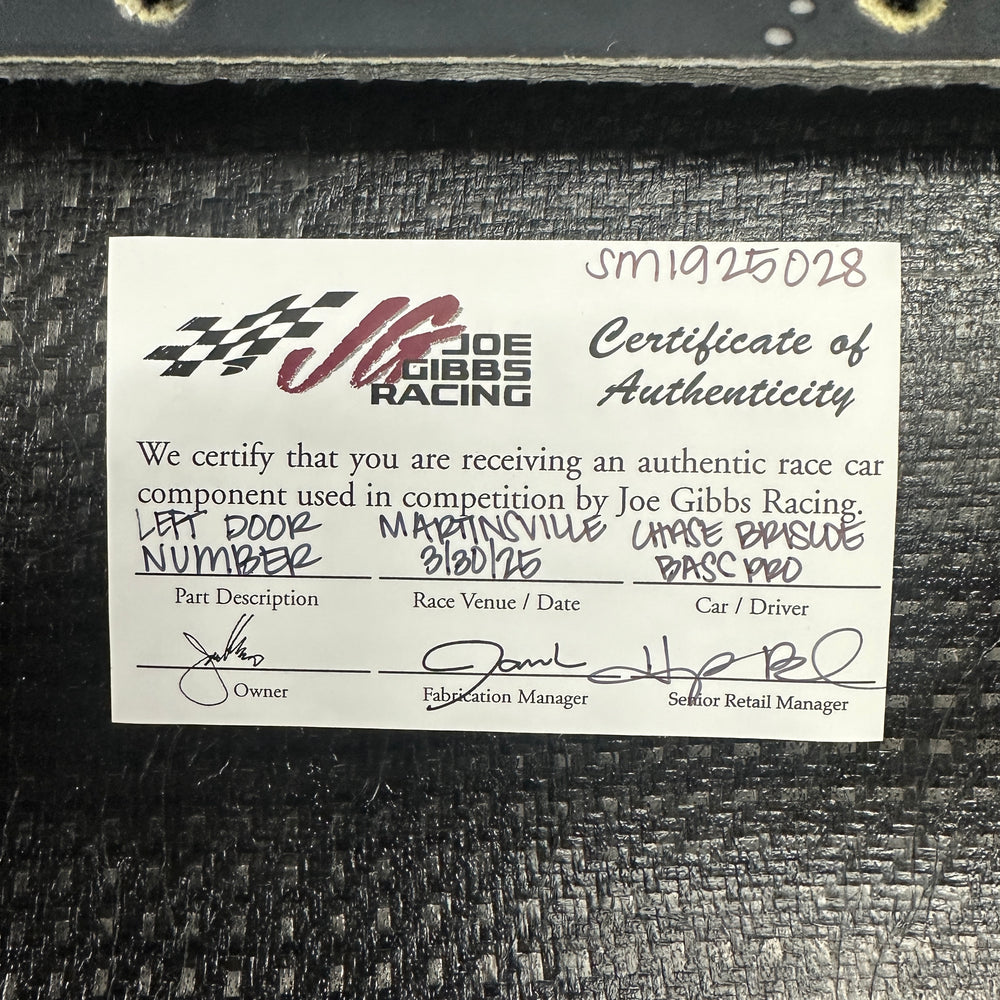 SM1925028
JG JOE
GIBBS
RACING
Certificate of
Authenticity
We certify that you are receiving an authentic race car
component used in competition by Joe Gibbs Racing.
LEFT DOOR
NUMBER
MARTINSVILLE
3/30/25
CHASE BRISCOE
BASS PRO
Part Description
Race Venue / Date
Car / Driver
Owner
Fabrication Manager
Senior Retail Manager